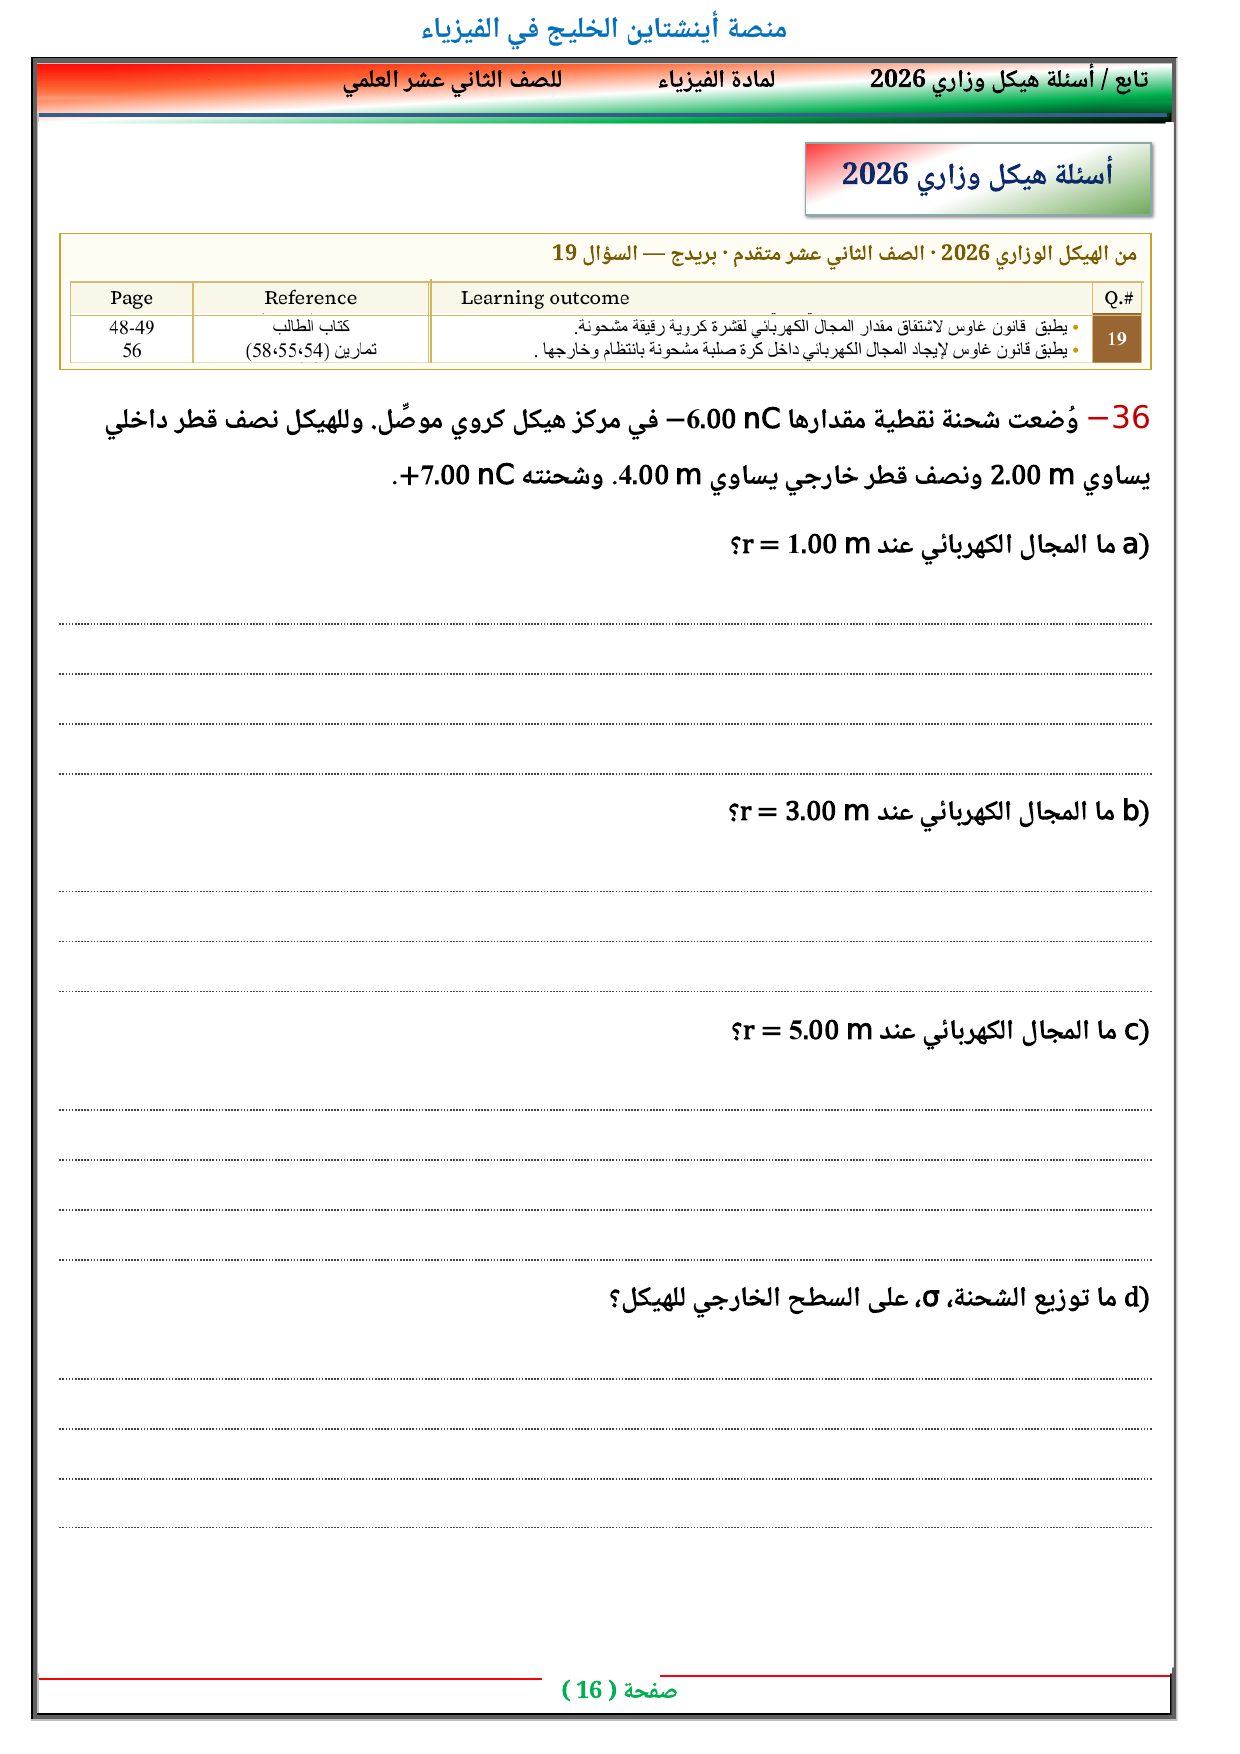 منصة أينشتاين الخليج في الفيزياء
تابع / أسئلة هيكل وزاري 2026 لمادة الفيزياء للصف الثاني عشر العلمي
أسئلة هيكل وزاري 2026
من الهيكل الوزاري 2026 · الصف الثاني عشر متقدم · بريدج — السؤال 19
Q.# Learning outcome Reference Page
19
• يطبق قانون غاوس لاشتقاق مقدار المجال الكهربائي لقشرة كروية رقيقة مشحونة. كتاب الطالب 48-49
• يطبق قانون غاوس لإيجاد المجال الكهربائي داخل كرة صلبة مشحونة بانتظام وخارجها . تمارين (54،55،58) 56
36– وُضعت شحنة نقطية مقدارها −6.00 nC في مركز هيكل كروي موصِّل. وللهيكل نصف قطر داخلي
يساوي 2.00 m ونصف قطر خارجي يساوي 4.00 m. وشحنته +7.00 nC.
a) ما المجال الكهربائي عند r = 1.00 m؟
b) ما المجال الكهربائي عند r = 3.00 m؟
c) ما المجال الكهربائي عند r = 5.00 m؟
d) ما توزيع الشحنة، σ، على السطح الخارجي للهيكل؟
صفحة ( 16 )